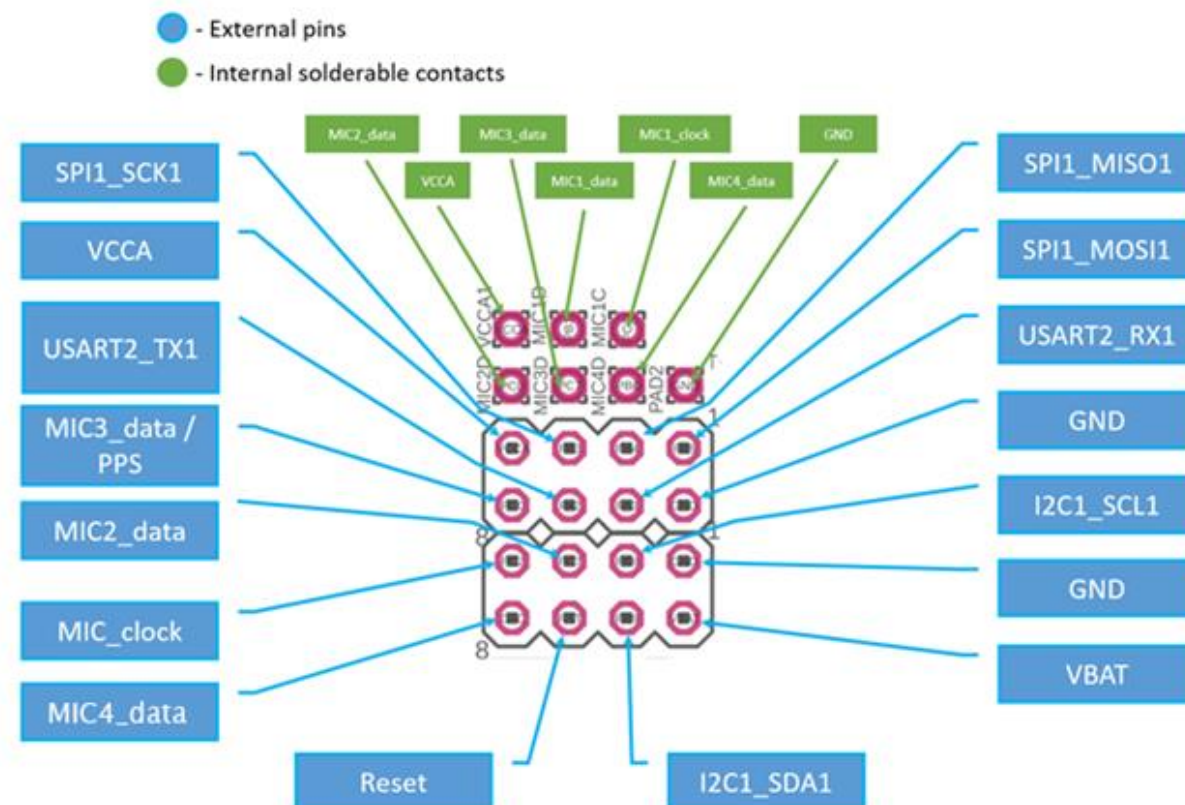 - External pins
- Internal solderable contacts
MIC2_data
MIC3_data
MIC1_clock
GND
VCCA
MIC1_data
MIC4_data
SPI1_SCK1
VCCA
USART2_TX1
MIC3_data /
PPS
MIC2_data
MIC_clock
MIC4_data
Reset
I2C1_SDA1
SPI1_MISO1
SPI1_MOSI1
USART2_RX1
GND
I2C1_SCL1
GND
VBAT
VCCA1
MIC1D
MIC1C
MIC2D
MIC3D
MIC4D
PAD2
1
8
1
8